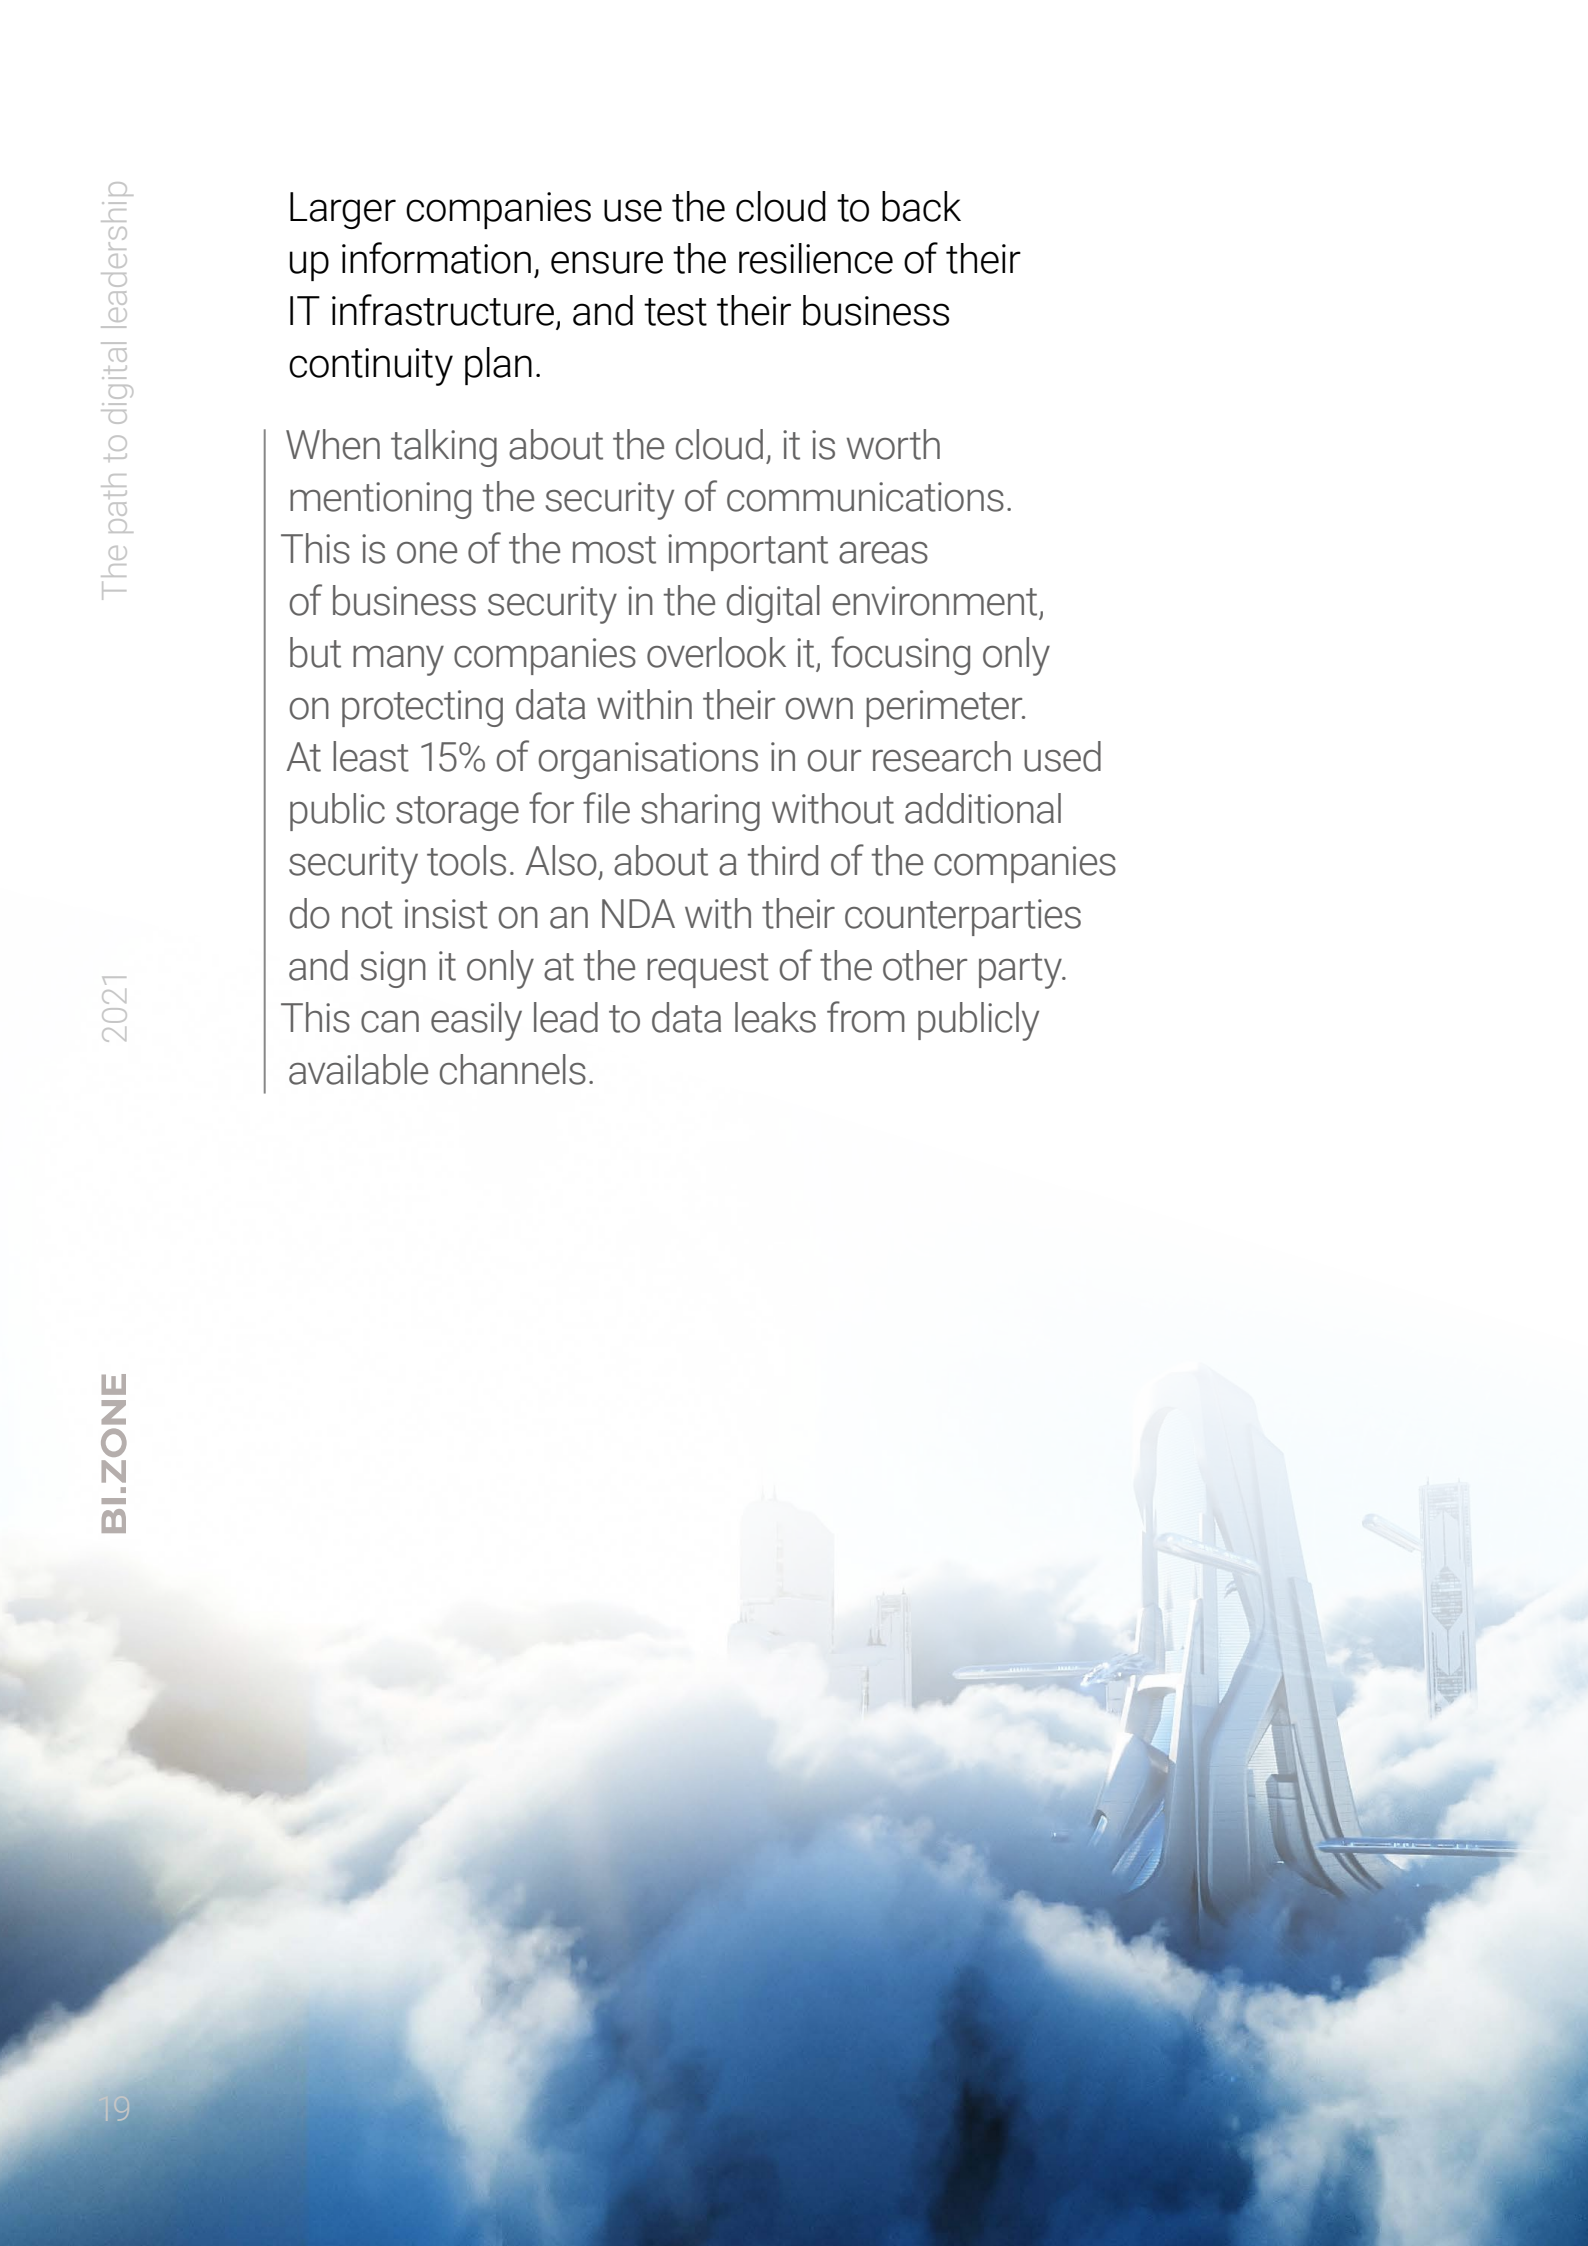 The path to digital leadership
2021
BI.ZONE
Larger companies use the cloud to back
up information, ensure the resilience of their
IT infrastructure, and test their business
continuity plan.
When talking about the cloud, it is worth
mentioning the security of communications.
This is one of the most important areas
of business security in the digital environment,
but many companies overlook it, focusing only
on protecting data within their own perimeter.
At least 15% of organisations in our research used
public storage for file sharing without additional
security tools. Also, about a third of the companies
do not insist on an NDA with their counterparties
and sign it only at the request of the other party.
This can easily lead to data leaks from publicly
available channels.
19